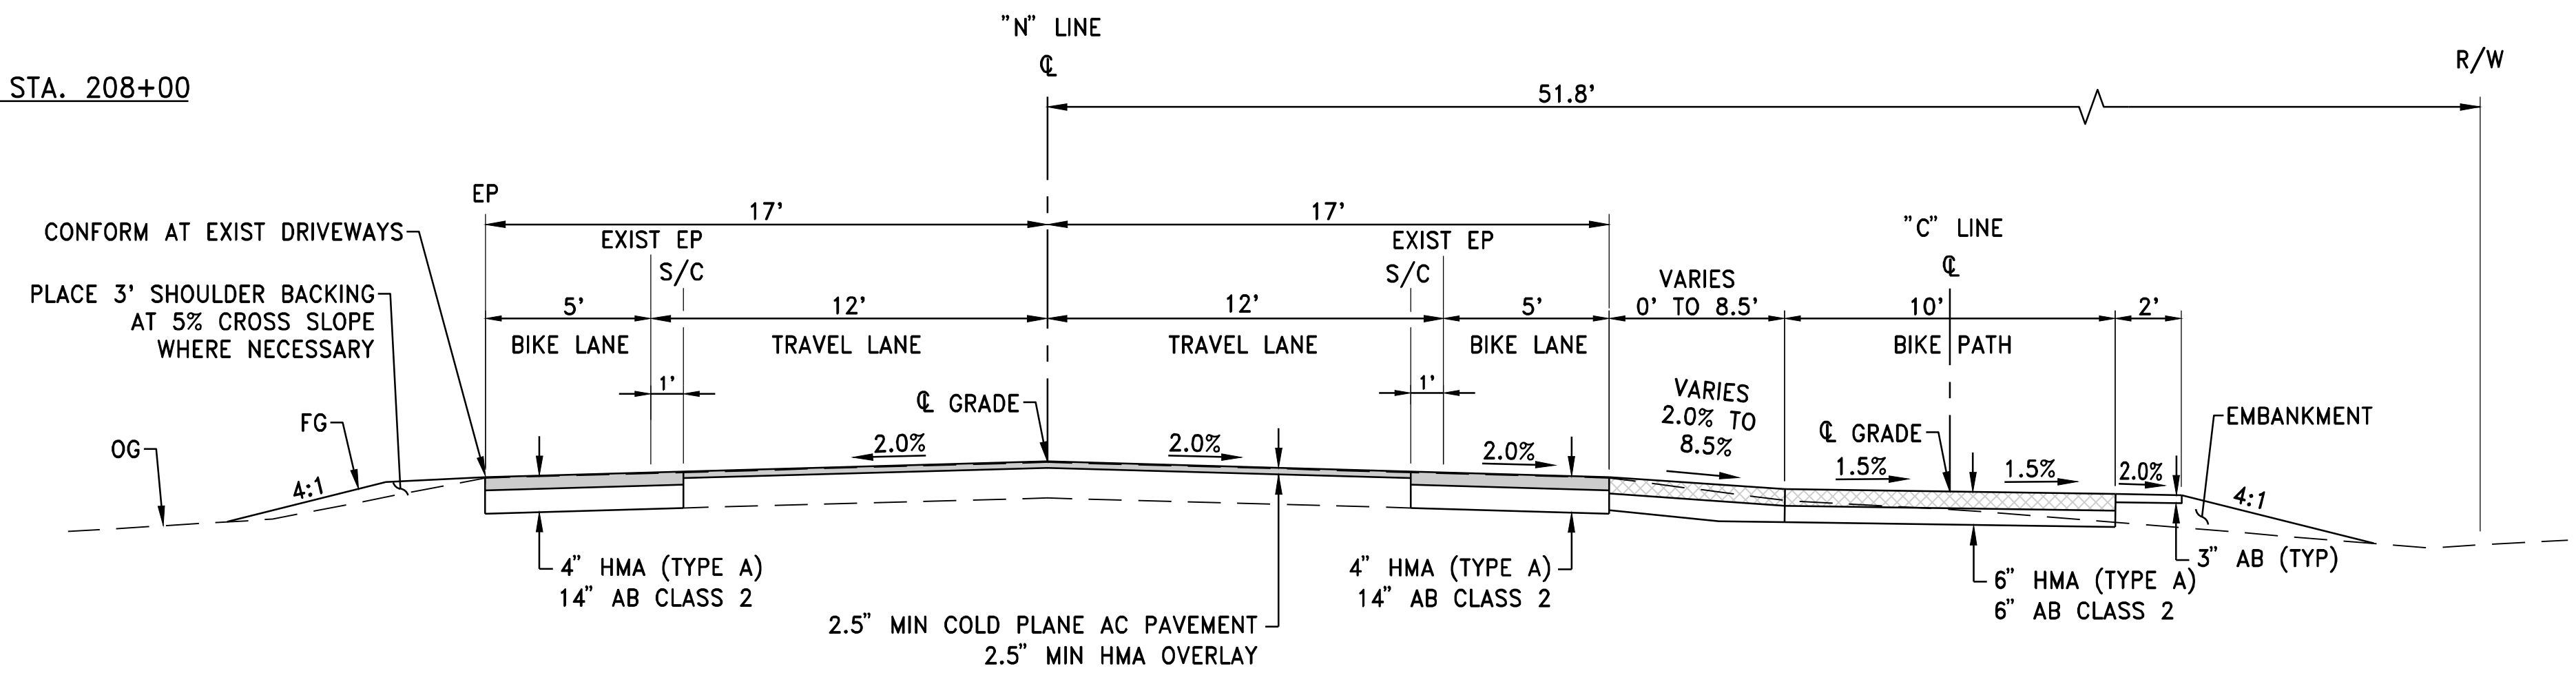 "N" LINE
℄
R/W
STA. 208+00
51.8'
EP
17'
17'
"C" LINE
℄
CONFORM AT EXIST DRIVEWAYS
EXIST EP
S/C
EXIST EP
S/C
PLACE 3' SHOULDER BACKING
AT 5% CROSS SLOPE
WHERE NECESSARY
VARIES
0' TO 8.5'
5'
12'
12'
5'
10'
2'
BIKE LANE
TRAVEL LANE
TRAVEL LANE
BIKE LANE
BIKE PATH
1'
1'
℄ GRADE
VARIES
2.0% TO
8.5%
℄ GRADE
EMBANKMENT
FG
OG
4:1
2.0%
2.0%
2.0%
1.5%
1.5%
2.0%
4:1
4" HMA (TYPE A)
14" AB CLASS 2
4" HMA (TYPE A)
14" AB CLASS 2
3" AB (TYP)
6" HMA (TYPE A)
6" AB CLASS 2
2.5" MIN COLD PLANE AC PAVEMENT
2.5" MIN HMA OVERLAY